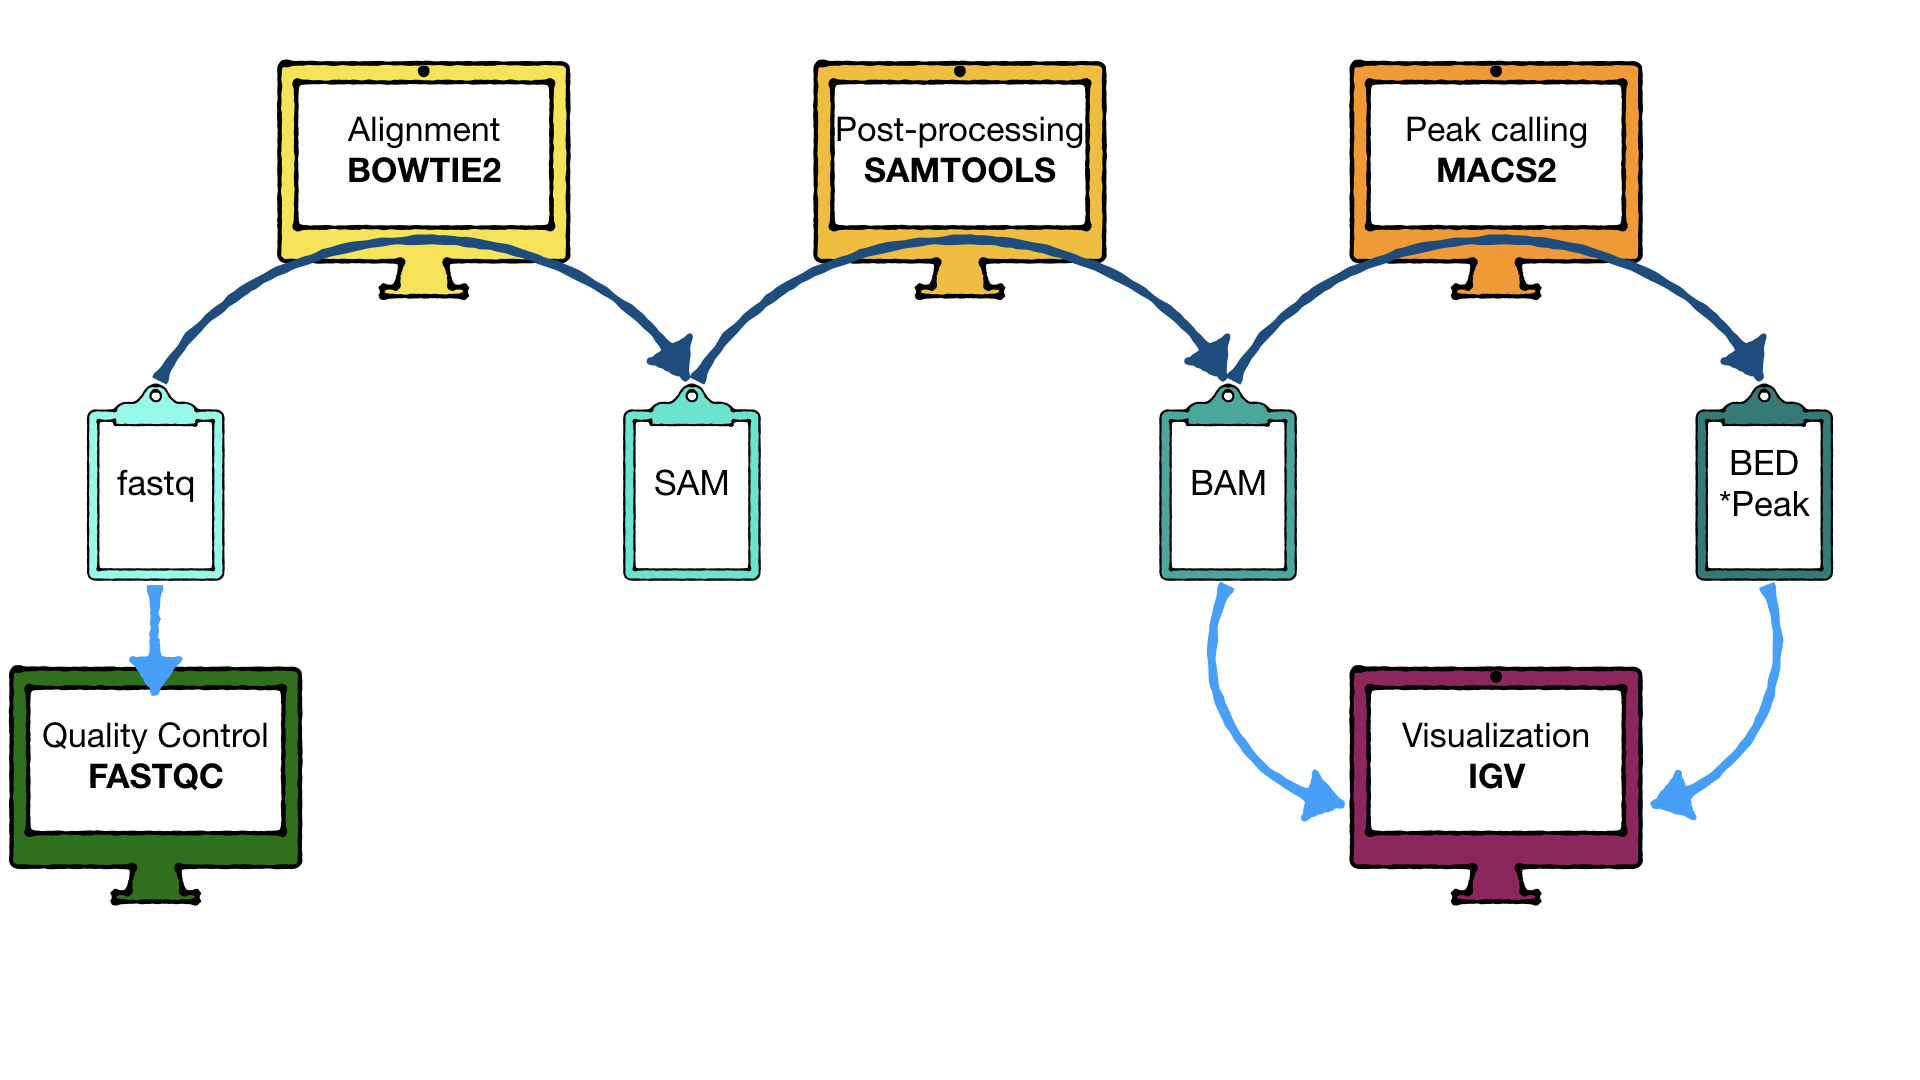 Alignment
BOWTIE2
Post-processing
SAMTOOLS
Peak calling
MACS2
fastq
SAM
BAM
BED
*Peak
Quality Control
FASTQC
Visualization
IGV